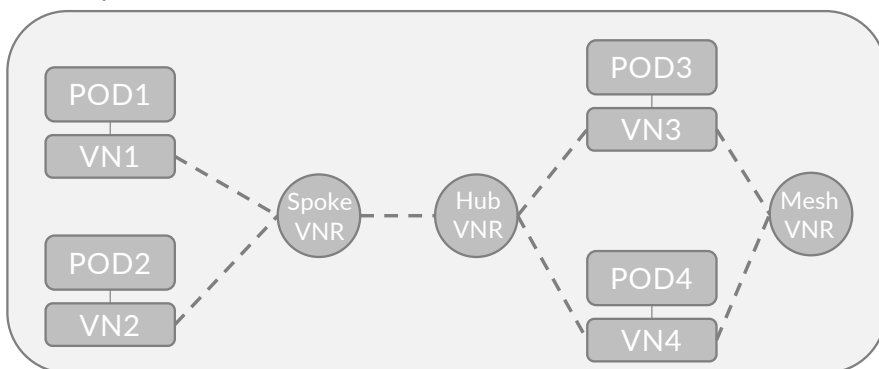 POD1
VN1
POD2
VN2
Spoke
VNR
Hub
VNR
POD3
VN3
POD4
VN4
Mesh
VNR